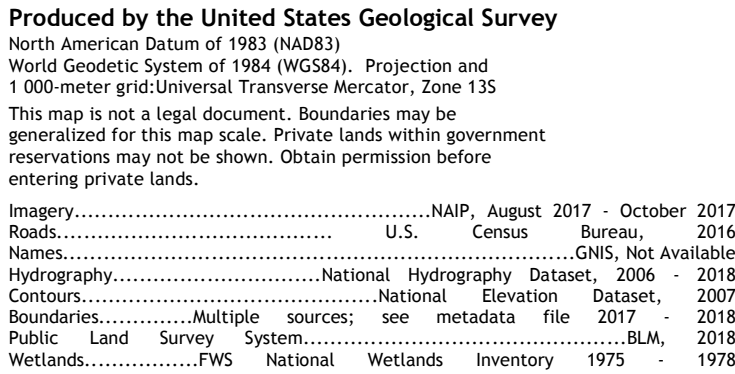 Produced by the United States Geological Survey
North American Datum of 1983 (NAD83)
World Geodetic System of 1984 (WGS84). Projection and
1 000-meter grid:Universal Transverse Mercator, Zone 13S
This map is not a legal document. Boundaries may be
generalized for this map scale. Private lands within government
reservations may not be shown. Obtain permission before
entering private lands.
Imagery.....................................................NAIP, August 2017 - October 2017
Roads......................................... U.S. Census Bureau, 2016
Names.............................................................................GNIS, Not Available
Hydrography...............................National Hydrography Dataset, 2006 - 2018
Contours............................................National Elevation Dataset, 2007
Boundaries..............Multiple sources; see metadata file 2017 - 2018
Public Land Survey System................................................BLM, 2018
Wetlands.................FWS National Wetlands Inventory 1975 - 1978